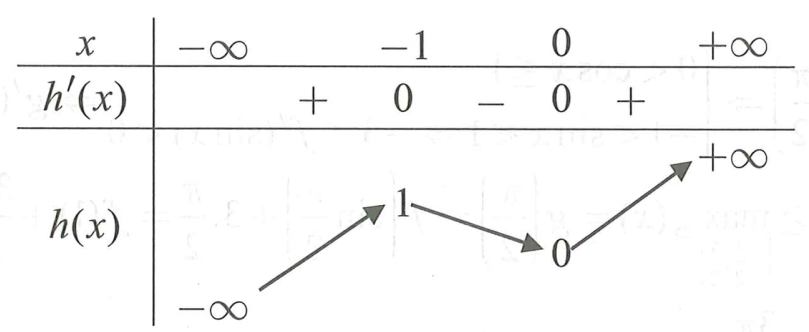 x −∞ −1 0 +∞
h′(x) + 0 − 0 +
+∞
1
h(x)
0
−∞